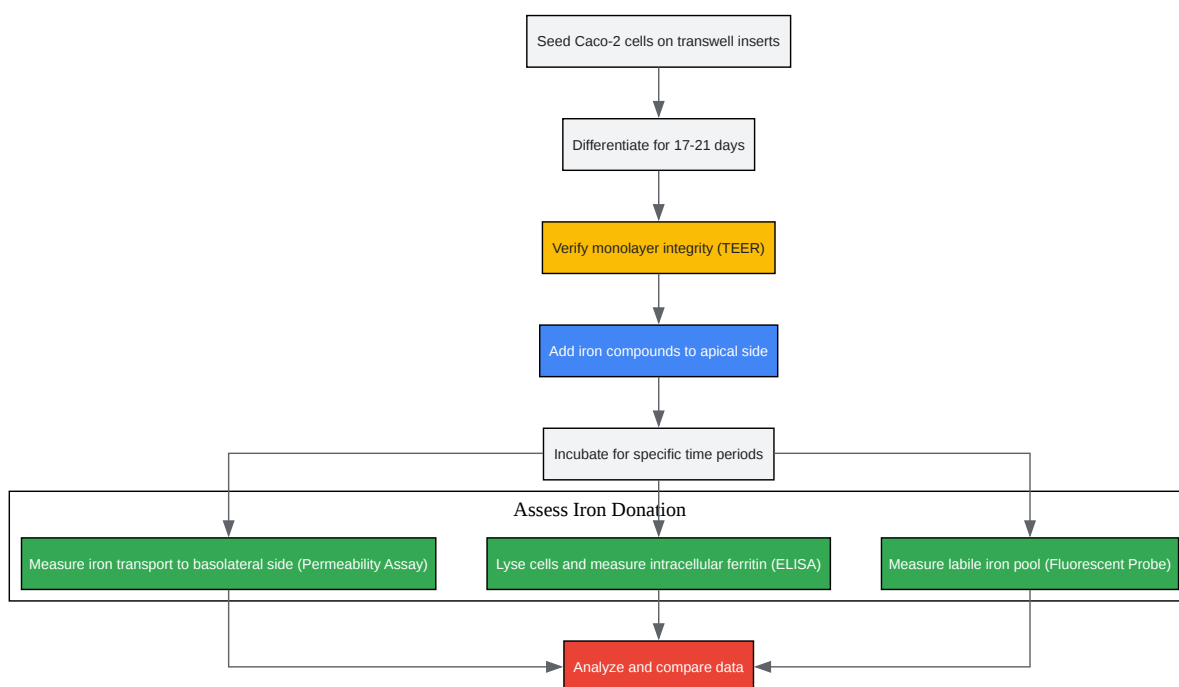 Seed Caco-2 cells on transwell inserts
Differentiate for 17-21 days
Verify monolayer integrity (TEER)
Add iron compounds to apical side
Incubate for specific time periods
Assess Iron Donation
Measure iron transport to basolateral side (Permeability Assay)
Lyse cells and measure intracellular ferritin (ELISA)
Measure labile iron pool (Fluorescent Probe)
Analyze and compare data